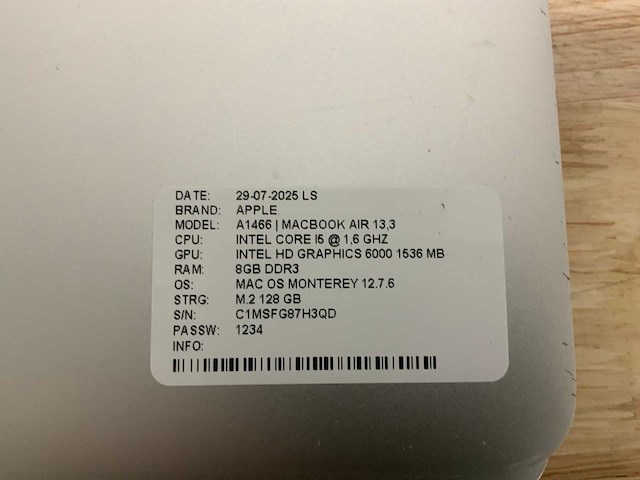 DATE: 29-07-2025 LS
BRAND: APPLE
MODEL: A1466 | MACBOOK AIR 13,3
CPU: INTEL CORE I5 @ 1,6 GHZ
GPU: INTEL HD GRAPHICS 6000 1536 MB
RAM: 8GB DDR3
OS: MAC OS MONTEREY 12.7.6
STRG: M.2 128 GB
S/N: C1MSFG87H3QD
PASSW: 1234
INFO: